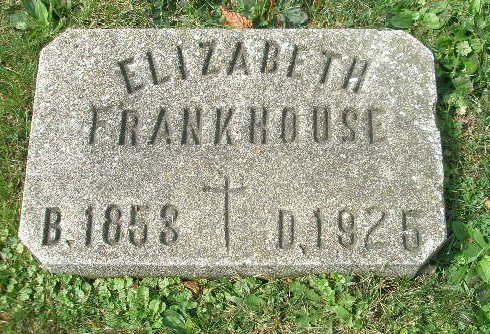 ELIZABETH
FRANKHOUSE
B. 1853 D. 1925